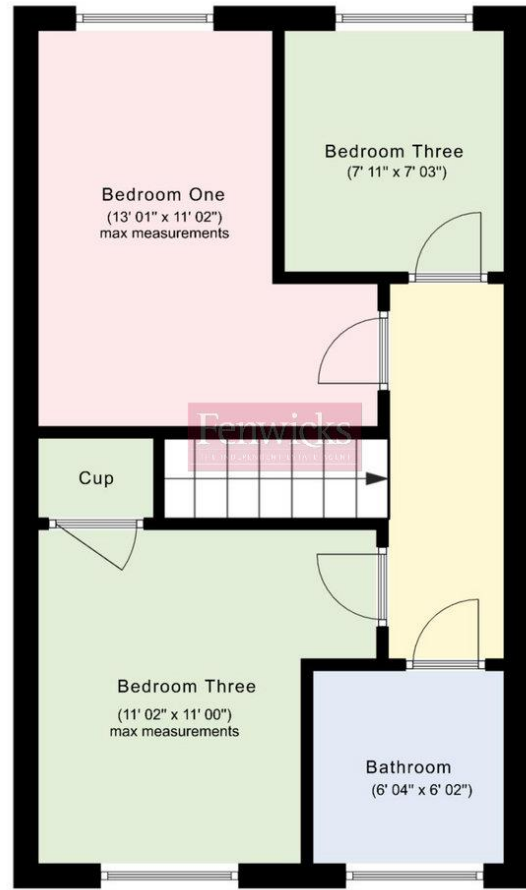 Bedroom One
(13' 01" x 11' 02")
max measurements
Bedroom Three
(7' 11" x 7' 03")
Fenwicks
Cup
Bedroom Three
(11' 02" x 11' 00")
max measurements
Bathroom
(6' 04" x 6' 02")